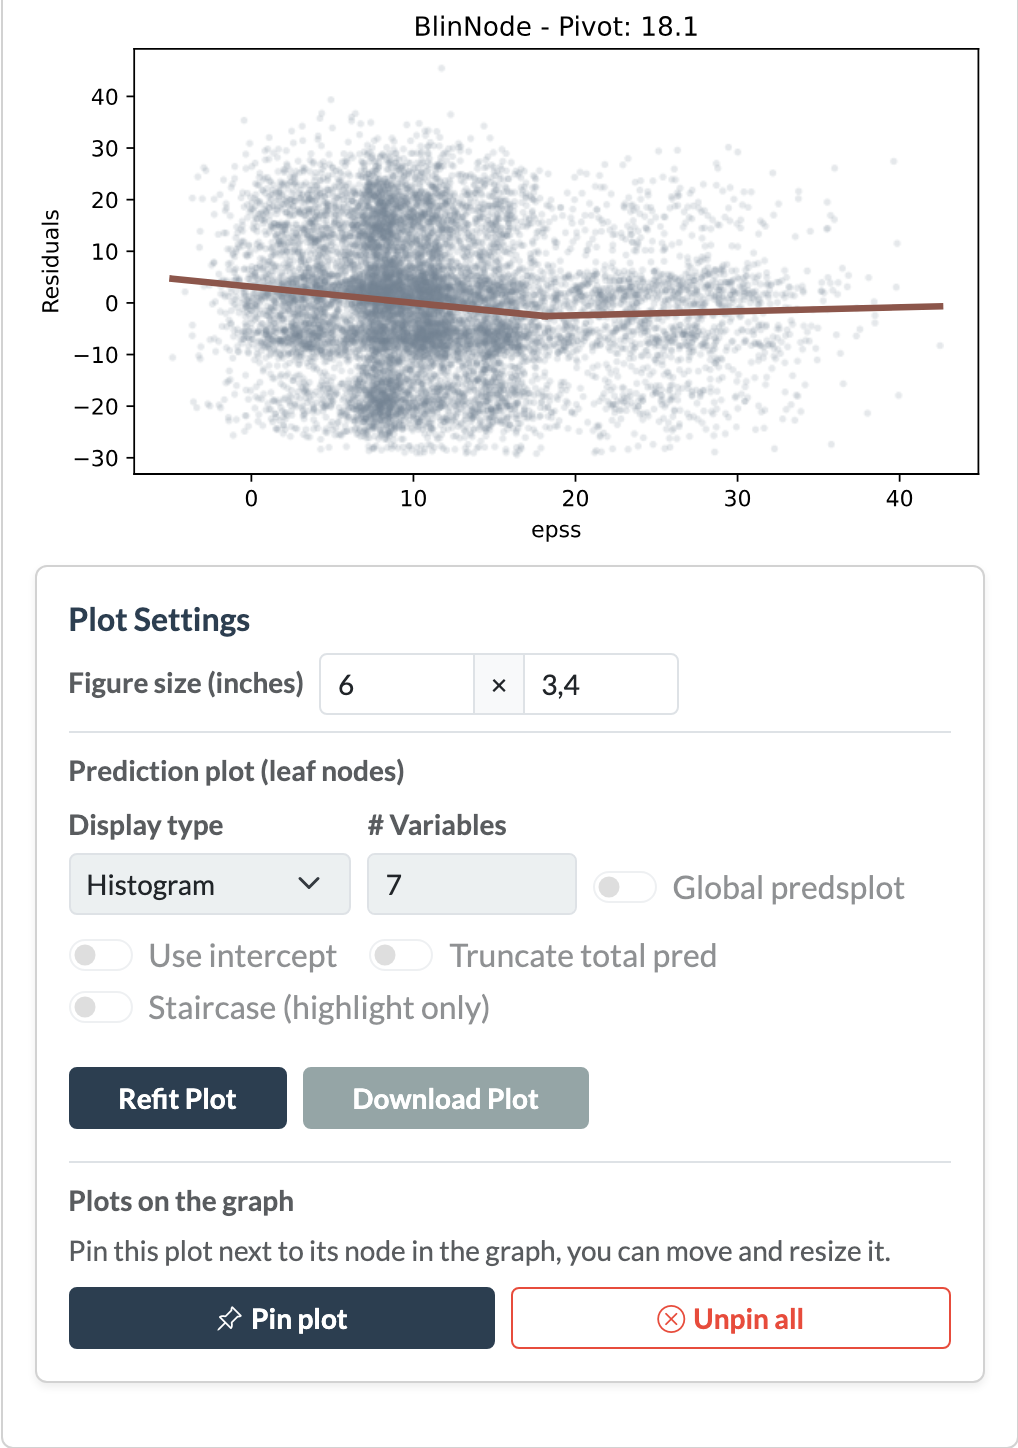 BlinNode - Pivot: 18.1
Residuals
40
30
20
10
0
−10
−20
−30
0 10 20 30 40
epss
Plot Settings
Figure size (inches) 6 × 3,4
Prediction plot (leaf nodes)
Display type # Variables
Histogram 7 Global predsplot
Use intercept Truncate total pred
Staircase (highlight only)
Refit Plot Download Plot
Plots on the graph
Pin this plot next to its node in the graph, you can move and resize it.
Pin plot Unpin all